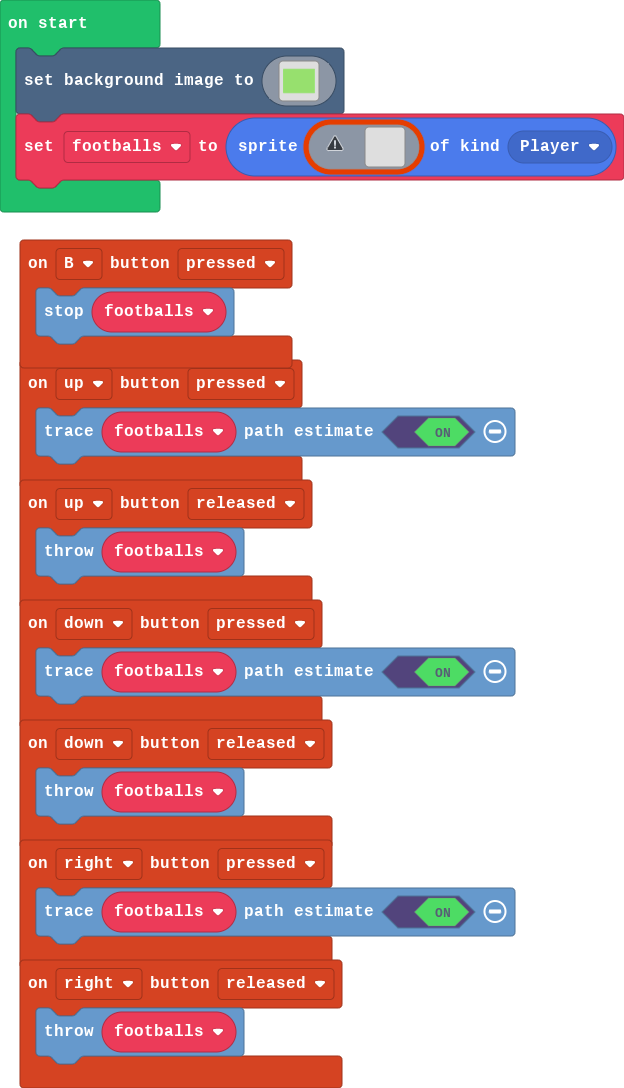 on start
set background image to
set footballs to sprite of kind Player
on B button pressed
stop footballs
on up button pressed
trace footballs path estimate ON
on up button released
throw footballs
on down button pressed
trace footballs path estimate ON
on down button released
throw footballs
on right button pressed
trace footballs path estimate ON
on right button released
throw footballs